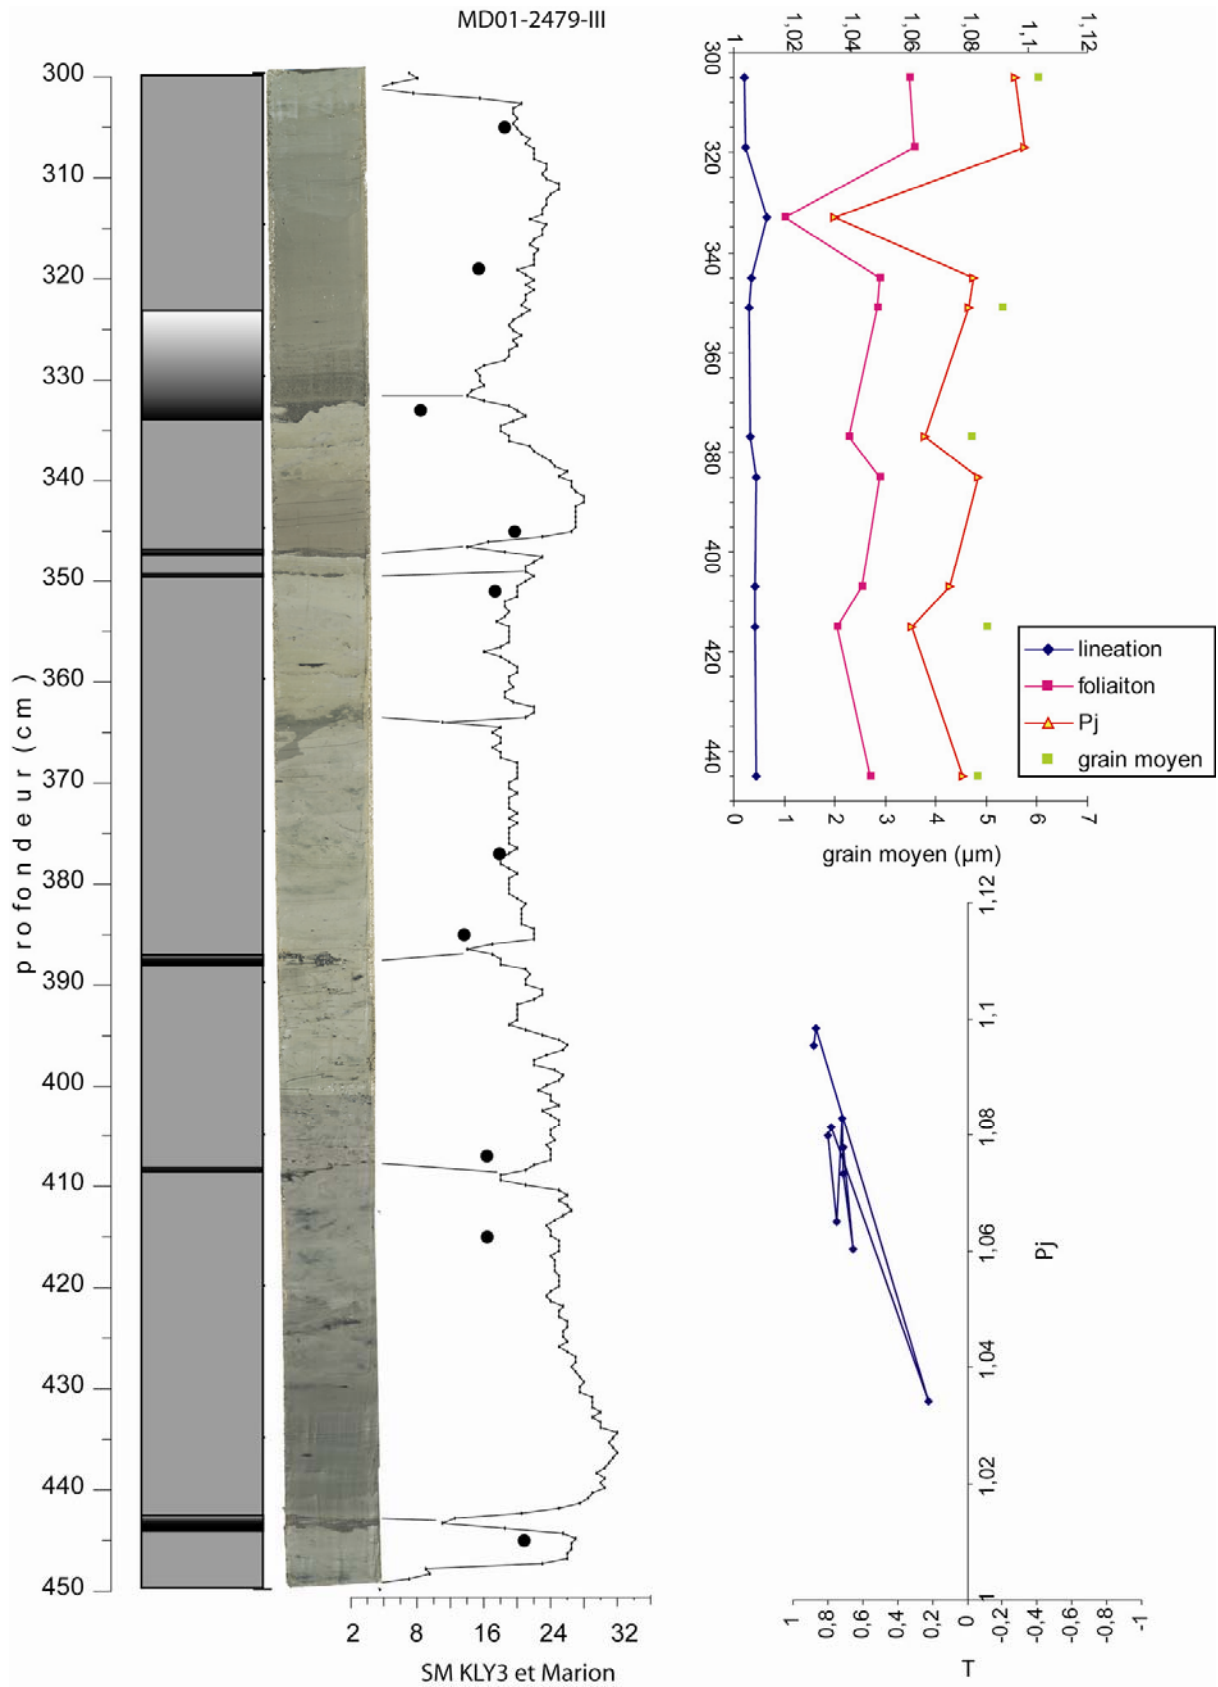 MD01-2479-III
profondeur (cm)
300
310
320
330
340
350
360
370
380
390
400
410
420
430
440
450
2 8 16 24 32
SM KLY3 et Marion
1 1,02 1,04 1,06 1,08 1,1 1,12
300
320
340
360
380
400
420
440
0 1 2 3 4 5 6 7
grain moyen (µm)
lineation
foliaiton
Pj
grain moyen
1,12
1,1
1,08
1,06
1,04
1,02
1
Pj
1 0,8 0,6 0,4 0,2 0 -0,2 -0,4 -0,6 -0,8 -1
T